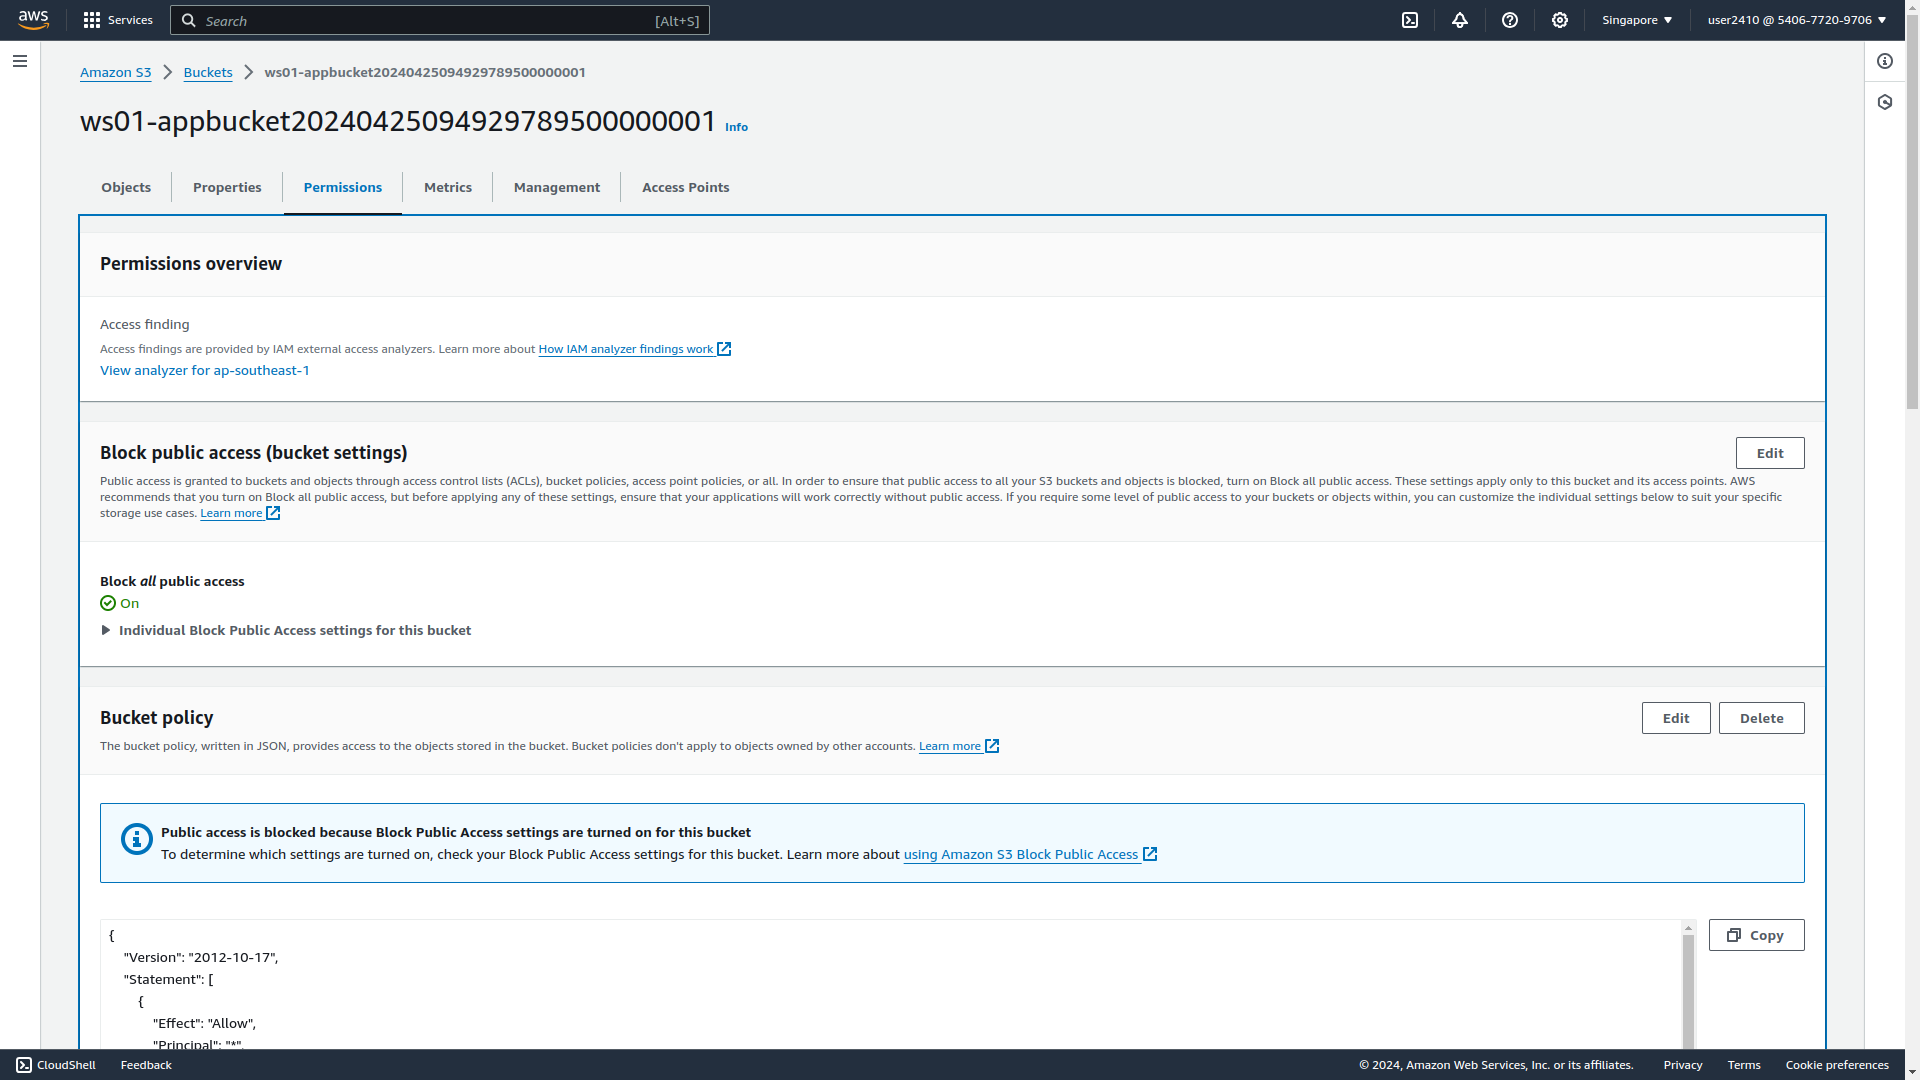 aws
Services
Search
[Alt+S]
Singapore
user2410 @ 5406-7720-9706
Amazon S3
Buckets
ws01-appbucket20240425094929789500000001
ws01-appbucket20240425094929789500000001
Info
Objects
Properties
Permissions
Metrics
Management
Access Points
Permissions overview
Access finding
Access findings are provided by IAM external access analyzers. Learn more about How IAM analyzer findings work
View analyzer for ap-southeast-1
Block public access (bucket settings)
Edit
Public access is granted to buckets and objects through access control lists (ACLs), bucket policies, access point policies, or all. In order to ensure that public access to all your S3 buckets and objects is blocked, turn on Block all public access. These settings apply only to this bucket and its access points. AWS
recommends that you turn on Block all public access, but before applying any of these settings, ensure that your applications will work correctly without public access. If you require some level of public access to your buckets or objects within, you can customize the individual settings below to suit your specific
storage use cases. Learn more
Block all public access
On
Individual Block Public Access settings for this bucket
Bucket policy
Edit
Delete
The bucket policy, written in JSON, provides access to the objects stored in the bucket. Bucket policies don't apply to objects owned by other accounts. Learn more
Public access is blocked because Block Public Access settings are turned on for this bucket
To determine which settings are turned on, check your Block Public Access settings for this bucket. Learn more about using Amazon S3 Block Public Access
Copy
{
"Version": "2012-10-17",
"Statement": [
{
"Effect": "Allow",
"Principal": "*",
CloudShell
Feedback
© 2024, Amazon Web Services, Inc. or its affiliates.
Privacy
Terms
Cookie preferences